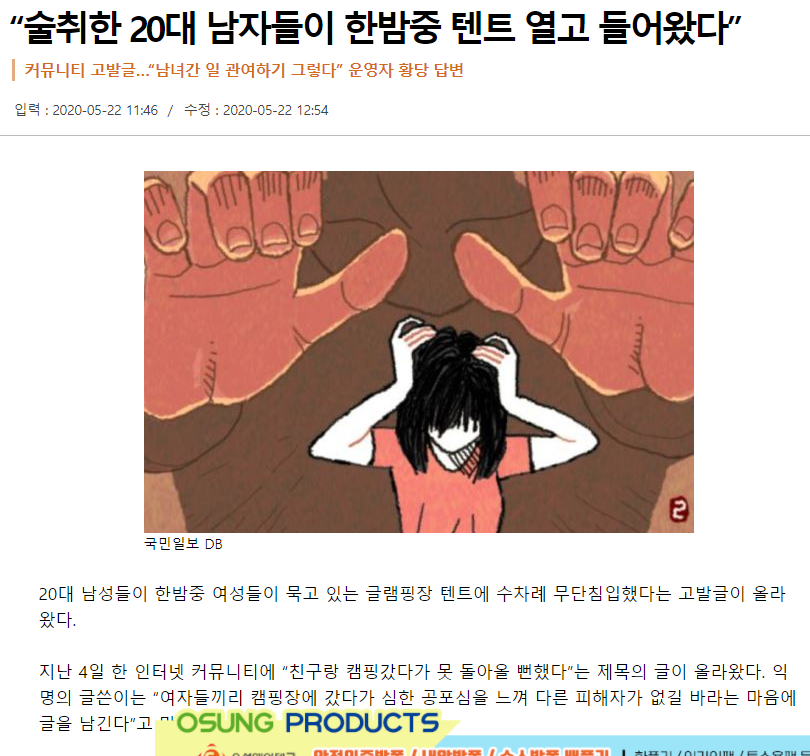 “술취한 20대 남자들이 한밤중 텐트 열고 들어왔다”
커뮤니티 고발글…“남녀간 일 관여하기 그렇다” 운영자 황당 답변
입력 : 2020-05-22 11:46 / 수정 : 2020-05-22 12:54
국민일보 DB
20대 남성들이 한밤중 여성들이 묵고 있는 글램핑장 텐트에 수차례 무단침입했다는 고발글이 올라
왔다.
지난 4일 한 인터넷 커뮤니티에 “친구랑 캠핑갔다가 못 돌아올 뻔했다”는 제목의 글이 올라왔다. 익
명의 글쓴이는 “여자들끼리 캠핑장에 갔다가 심한 공포심을 느껴 다른 피해자가 없길 바라는 마음에
글을 남긴다”고
OSUNG PRODUCTS